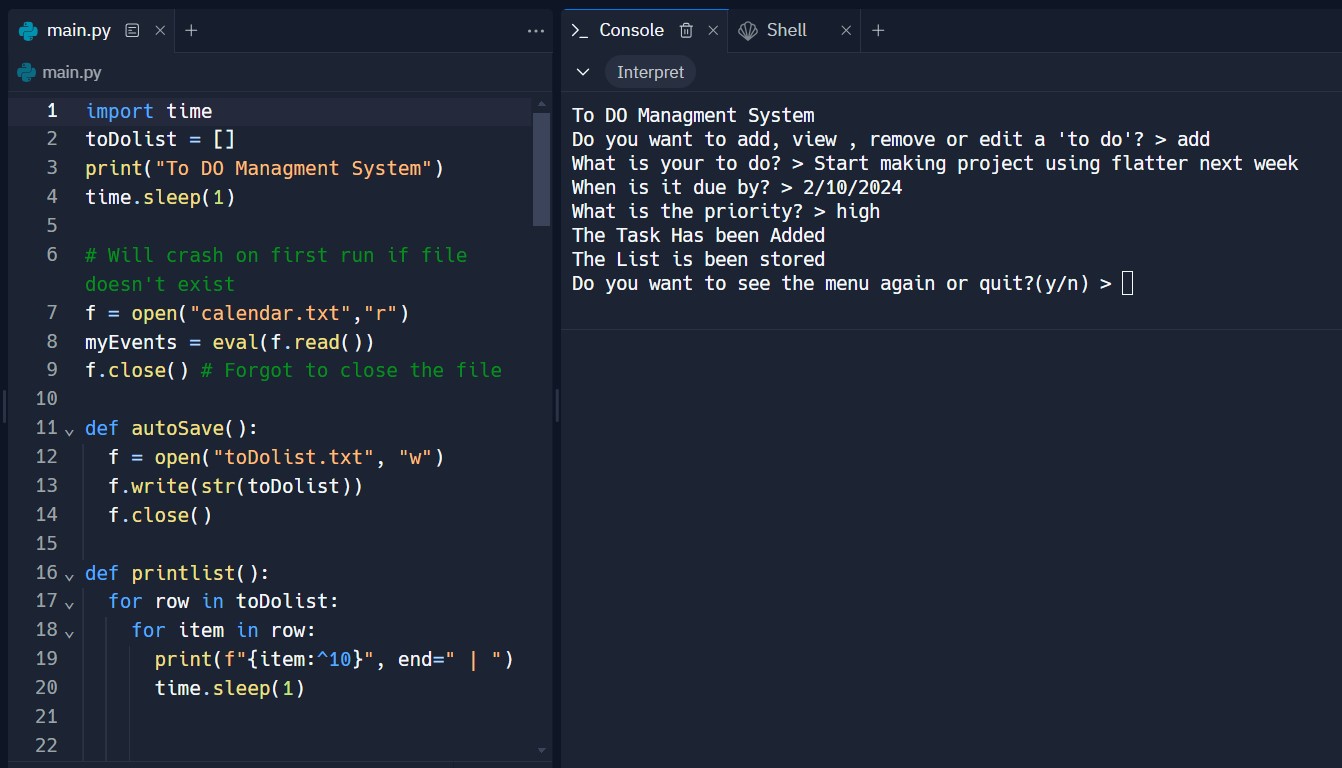 main.py
main.py
1 import time
2 toDolist = []
3 print("To DO Managment System")
4 time.sleep(1)
5
6 # Will crash on first run if file
doesn't exist
7 f = open("calendar.txt","r")
8 myEvents = eval(f.read())
9 f.close() # Forgot to close the file
10
11 def autoSave():
12 f = open("toDolist.txt", "w")
13 f.write(str(toDolist))
14 f.close()
15
16 def printlist():
17 for row in toDolist:
18 for item in row:
19 print(f"{item:^10}", end=" | ")
20 time.sleep(1)
21
22
Console Shell
Interpret
To DO Managment System
Do you want to add, view , remove or edit a 'to do'? > add
What is your to do? > Start making project using flatter next week
When is it due by? > 2/10/2024
What is the priority? > high
The Task Has been Added
The List is been stored
Do you want to see the menu again or quit?(y/n) >